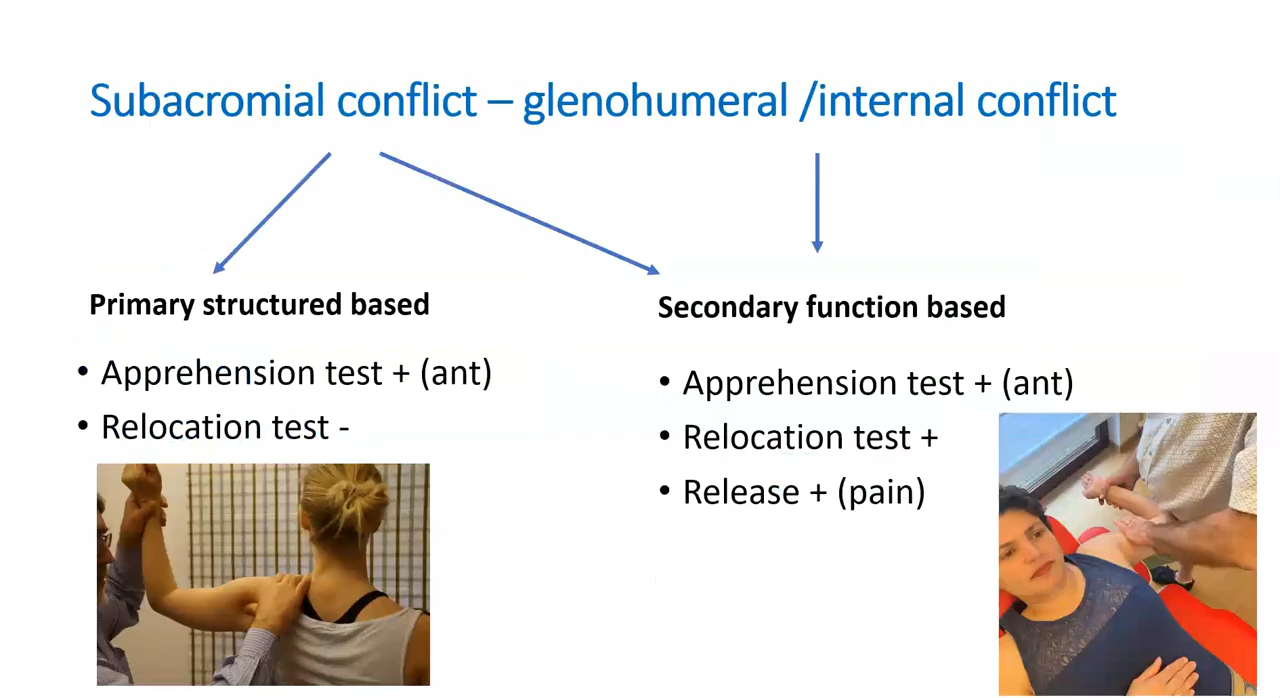 Subacromial conflict – glenohumeral /internal conflict
Primary structured based
• Apprehension test + (ant)
• Relocation test -
Secondary function based
• Apprehension test + (ant)
• Relocation test +
• Release + (pain)